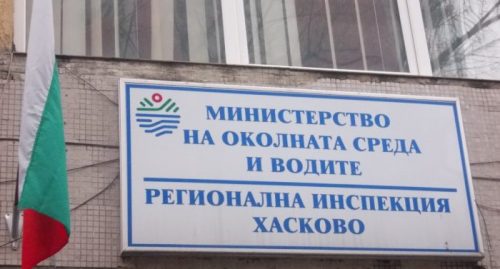 МИНИСТЕРСТВО
НА ОКОЛНАТА СРЕДА
И ВОДИТЕ
РЕГИОНАЛНА ИНСПЕКЦИЯ
ХАСКОВО